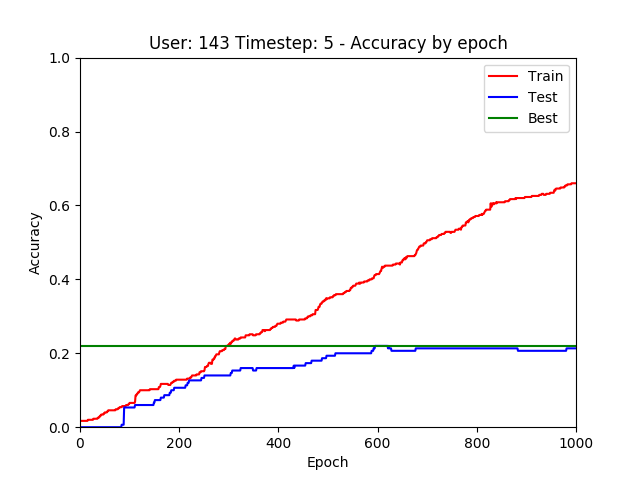 User: 143 Timestep: 5 - Accuracy by epoch
1.0
0.8
0.6
0.4
0.2
0.0
Accuracy
Train
Test
Best
0 200 400 600 800 1000
Epoch